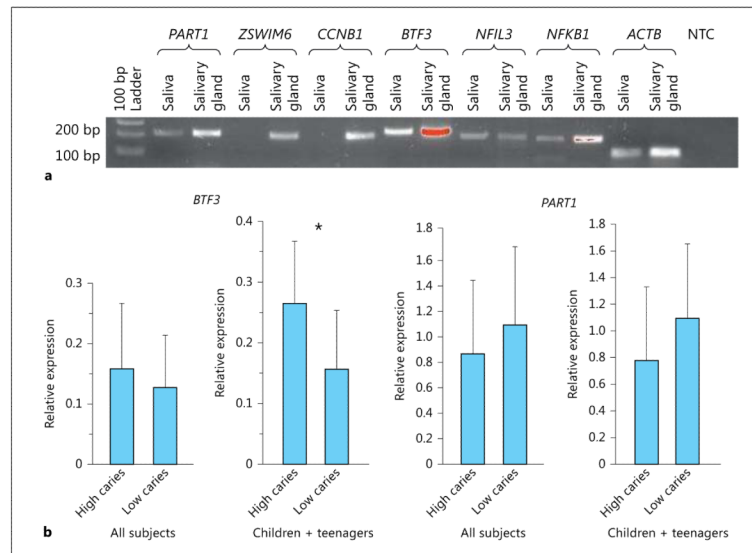 PART1 ZSWIM6 CCNB1 BTF3 NFIL3 NFKB1 ACTB NTC
100 bp
Ladder
Saliva
Salivary
gland
Saliva
Salivary
gland
Saliva
Salivary
gland
Saliva
Salivary
gland
Saliva
Salivary
gland
Saliva
Salivary
gland
Saliva
Salivary
gland
200 bp
100 bp
a
BTF3
PART1
Relative expression
0.3
0.2
0.1
0
High caries
Low caries
All subjects
Relative expression
0.4
0.3
0.2
0.1
0
*
High caries
Low caries
Children + teenagers
Relative expression
1.8
1.6
1.4
1.2
1.0
0.8
0.6
1.4
1.2
0
High caries
Low caries
All subjects
Relative expression
1.8
1.6
1.4
1.2
1.0
0.8
0.6
1.4
1.2
0
High caries
Low caries
Children + teenagers
b